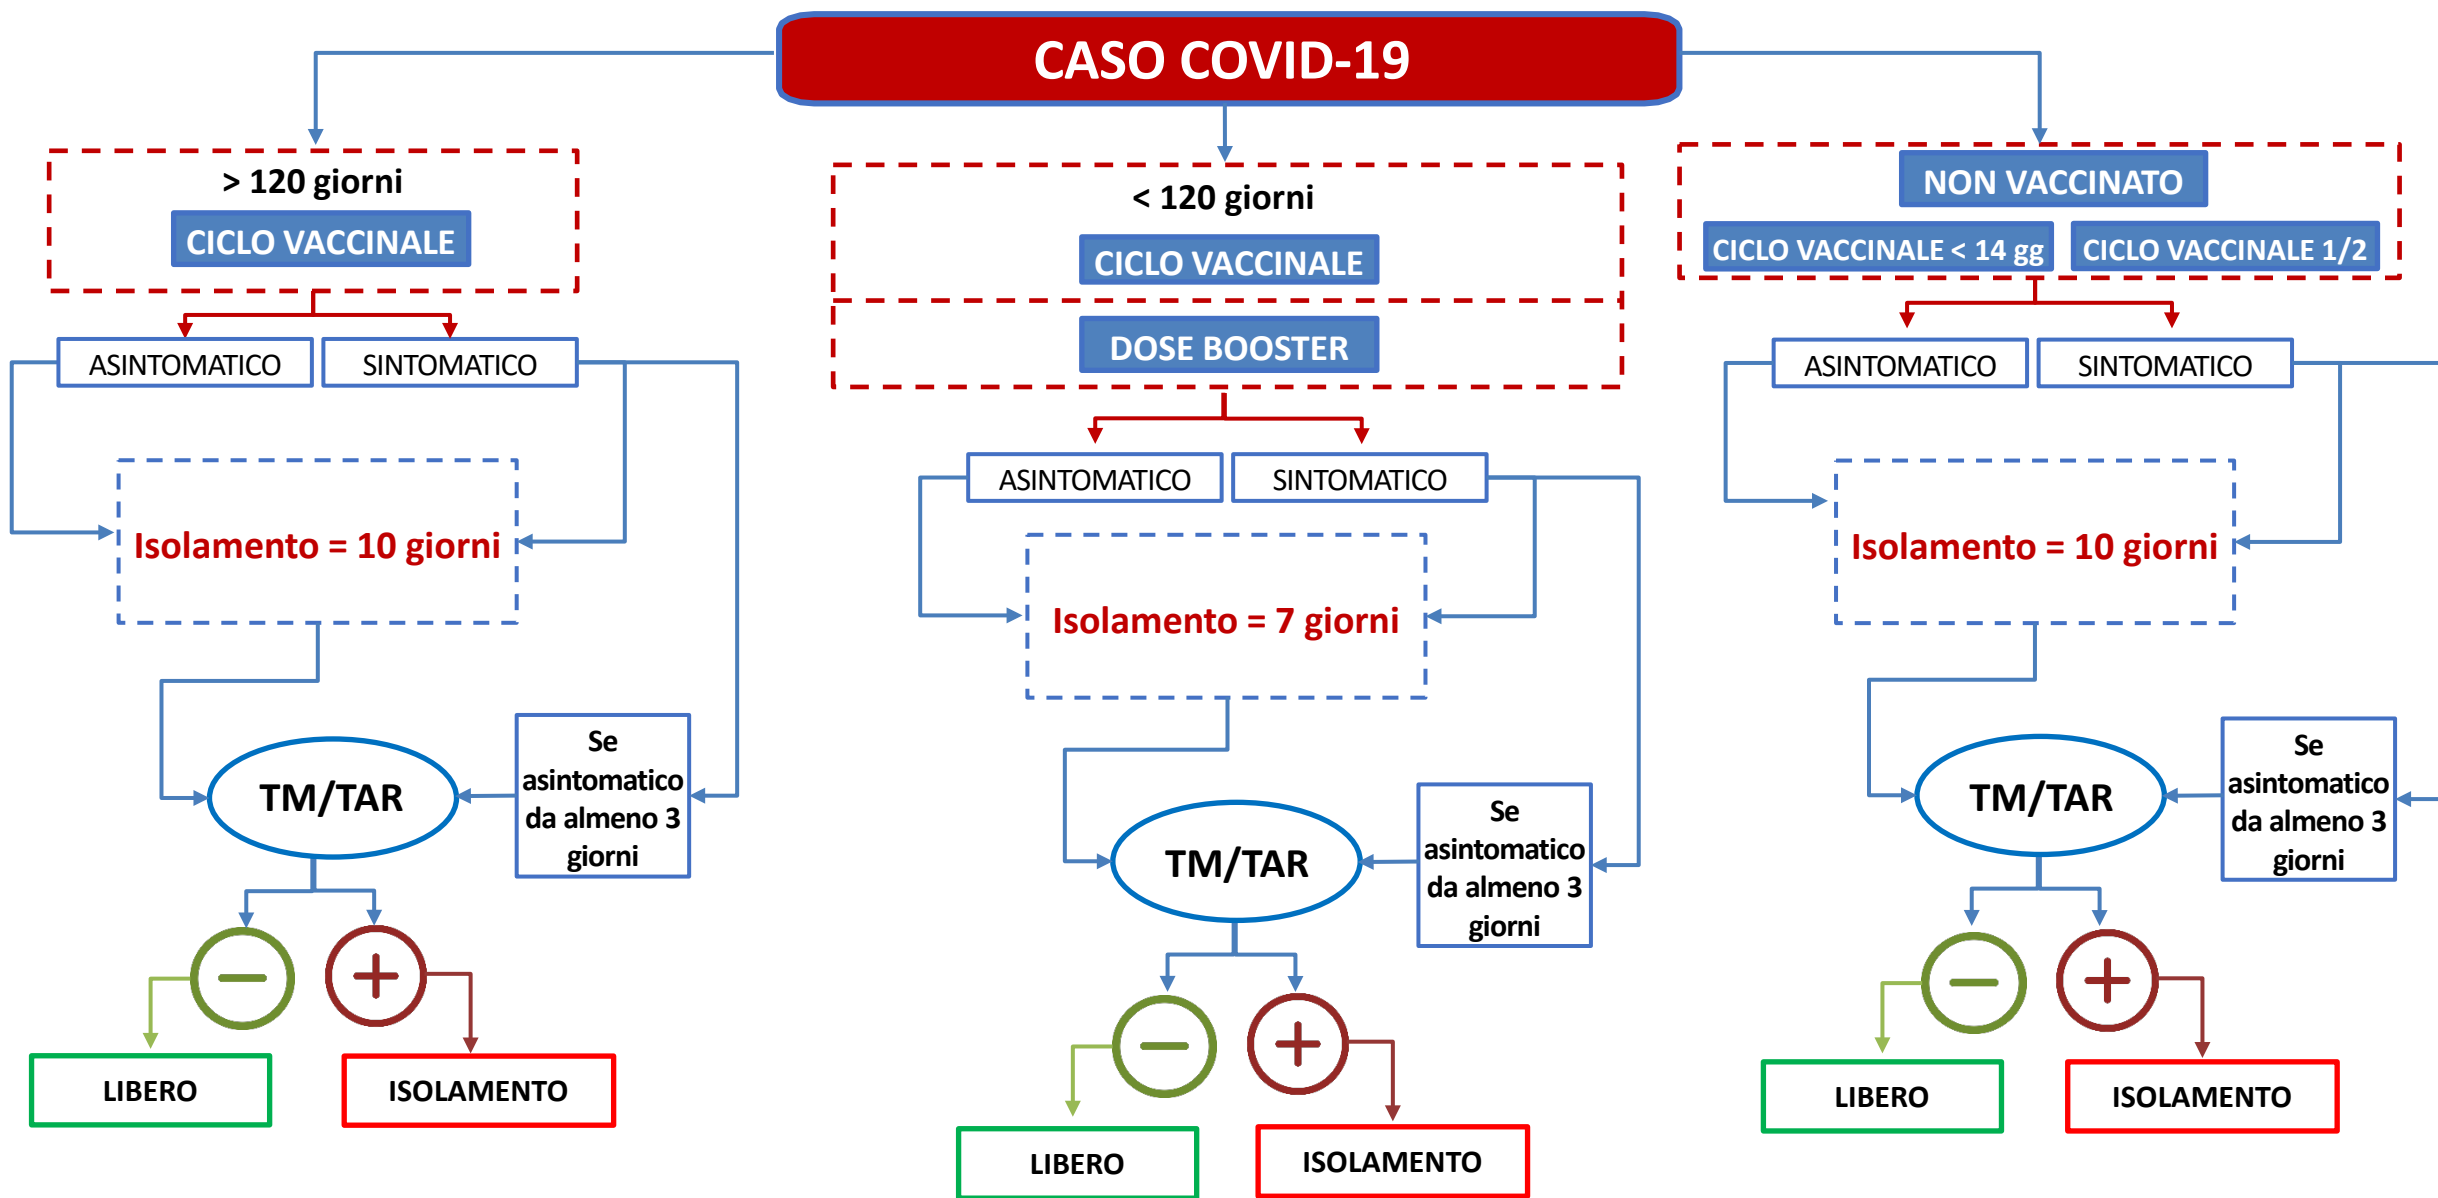 CASO COVID-19
> 120 giorni
CICLO VACCINALE
ASINTOMATICO
SINTOMATICO
Isolamento = 10 giorni
TM/TAR
Se
asintomatico
da almeno 3
giorni
LIBERO
ISOLAMENTO
< 120 giorni
CICLO VACCINALE
DOSE BOOSTER
ASINTOMATICO
SINTOMATICO
Isolamento = 7 giorni
TM/TAR
Se
asintomatico
da almeno 3
giorni
LIBERO
ISOLAMENTO
NON VACCINATO
CICLO VACCINALE < 14 gg
CICLO VACCINALE 1/2
ASINTOMATICO
SINTOMATICO
Isolamento = 10 giorni
TM/TAR
Se
asintomatico
da almeno 3
giorni
LIBERO
ISOLAMENTO